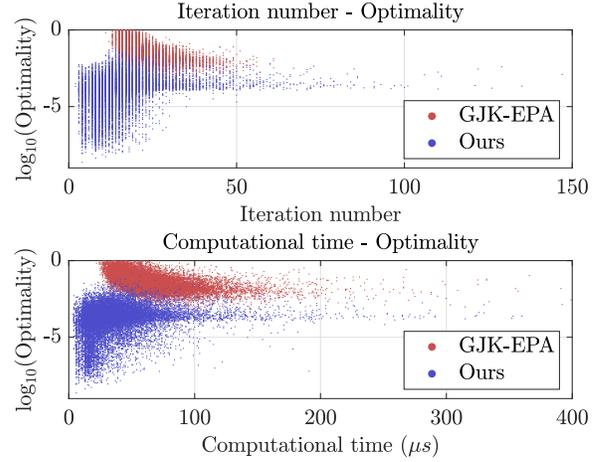 Iteration number - Optimality
0
-5
log10(Optimality)
GJK-EPA
Ours
0 50 100 150
Iteration number
Computational time - Optimality
0
-5
log10(Optimality)
GJK-EPA
Ours
0 100 200 300 400
Computational time (μs)